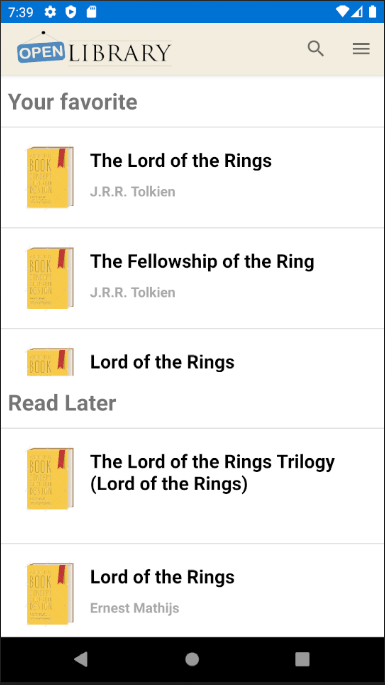 7:39
OPEN LIBRARY
Your favorite
The Lord of the Rings
J.R.R. Tolkien
The Fellowship of the Ring
J.R.R. Tolkien
Lord of the Rings
Read Later
The Lord of the Rings Trilogy
(Lord of the Rings)
Lord of the Rings
Ernest Mathijs